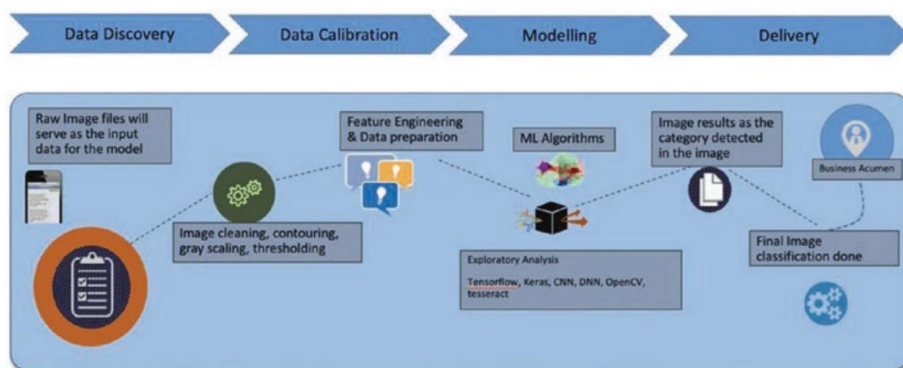 Data Discovery
Data Calibration
Modelling
Delivery
Raw Image files will
serve as the input
data for the model
Image cleaning, contouring,
gray scaling, thresholding
Feature Engineering
& Data preparation
ML Algorithms
Exploratory Analysis
Tensorflow, Keras, CNN, DNN, OpenCV,
tesseract
Image results as the
category detected
in the image
Business Acumen
Final Image
classification done